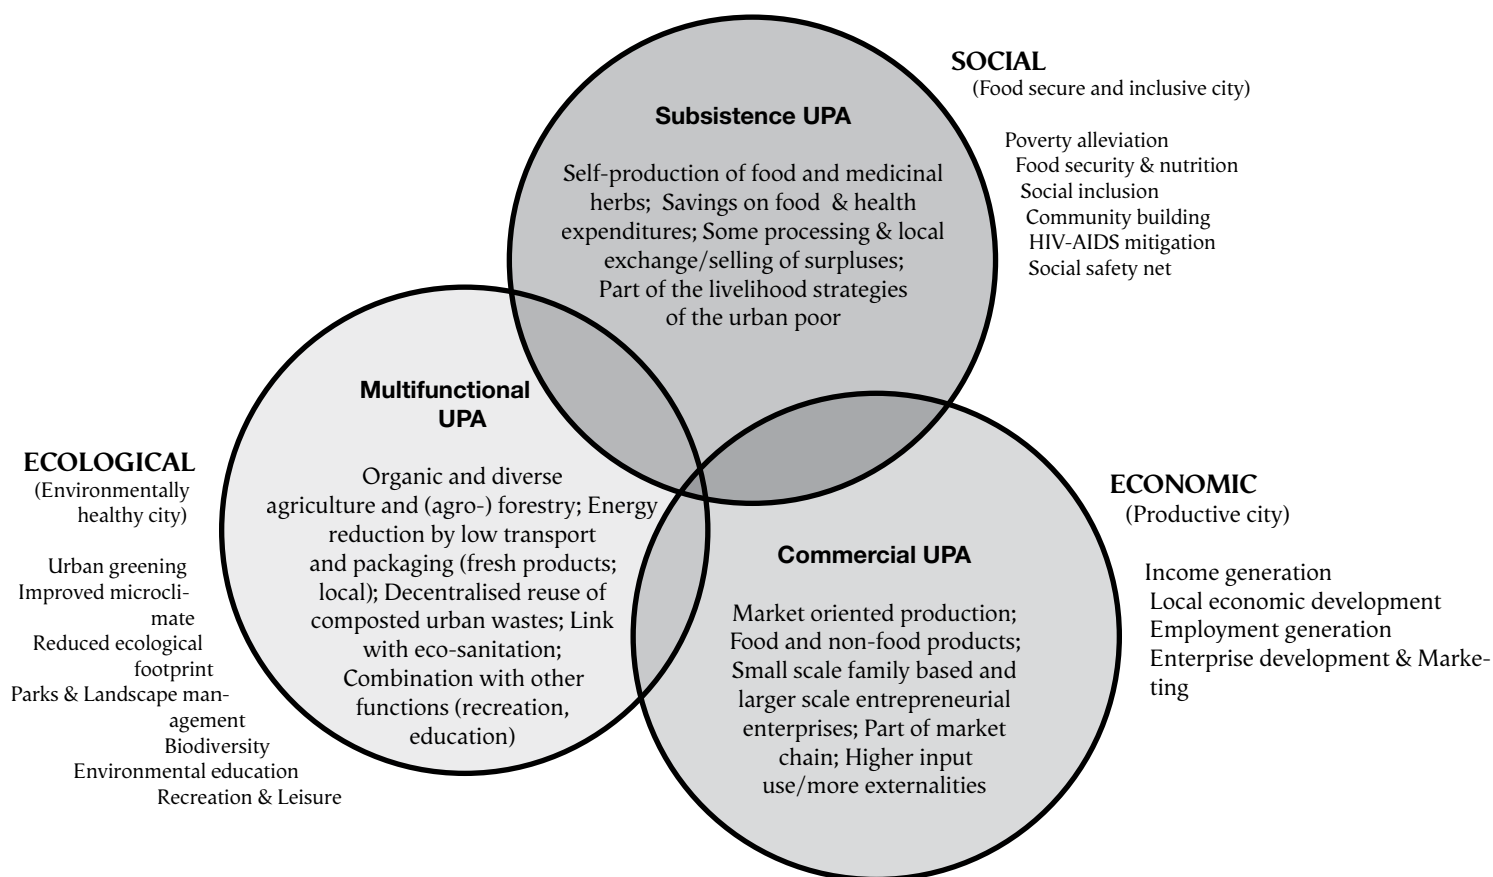 SOCIAL
(Food secure and inclusive city)
Poverty alleviation
Food security & nutrition
Social inclusion
Community building
HIV-AIDS mitigation
Social safety net
Subsistence UPA
Self-production of food and medicinal
herbs; Savings on food & health
expenditures; Some processing & local
exchange/selling of surpluses;
Part of the livelihood strategies
of the urban poor
Multifunctional
UPA
Organic and diverse
agriculture and (agro-) forestry; Energy
reduction by low transport
and packaging (fresh products;
local); Decentralised reuse of
composted urban wastes; Link
with eco-sanitation;
Combination with other
functions (recreation,
education)
ECOLOGICAL
(Environmentally
healthy city)
Urban greening
Improved microcli-
mate
Reduced ecological
footprint
Parks & Landscape man-
agement
Biodiversity
Environmental education
Recreation & Leisure
Commercial UPA
Market oriented production;
Food and non-food products;
Small scale family based and
larger scale entrepreneurial
enterprises; Part of market
chain; Higher input
use/more externalities
ECONOMIC
(Productive city)
Income generation
Local economic development
Employment generation
Enterprise development & Marke-
ting